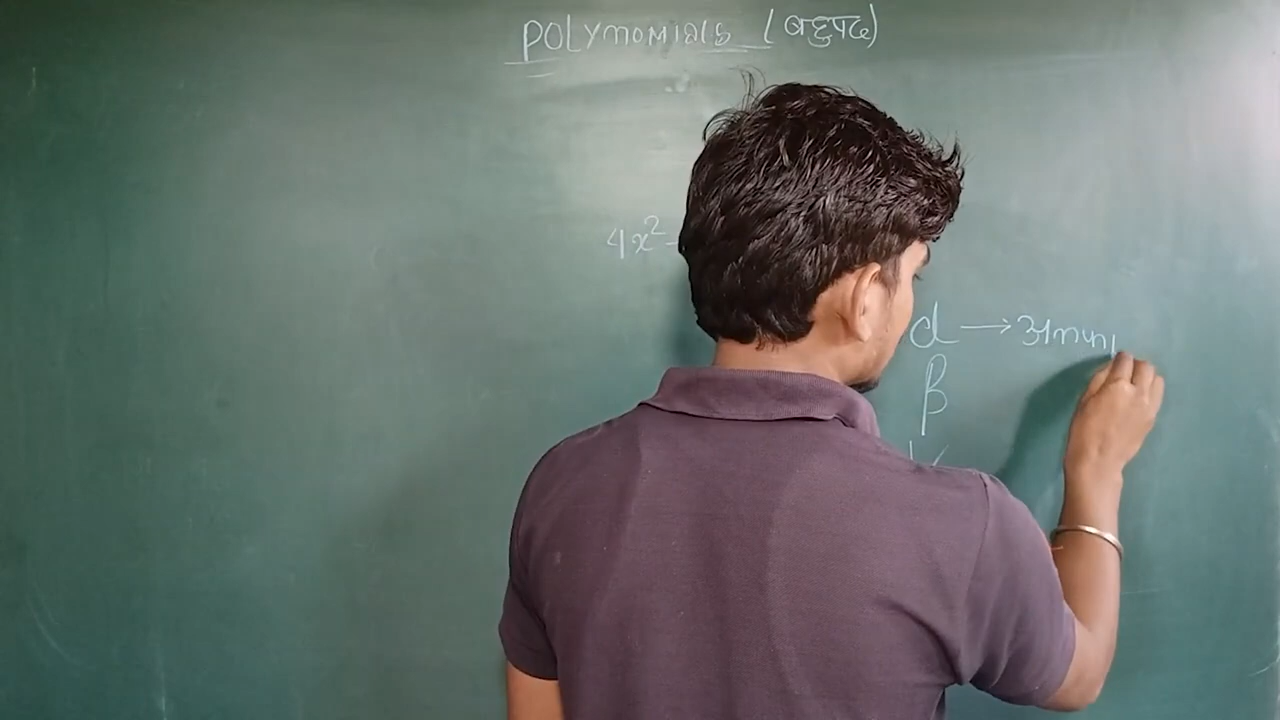 POLYNOMIALS (बहुपद)
4x² -
α → अल्फा
β